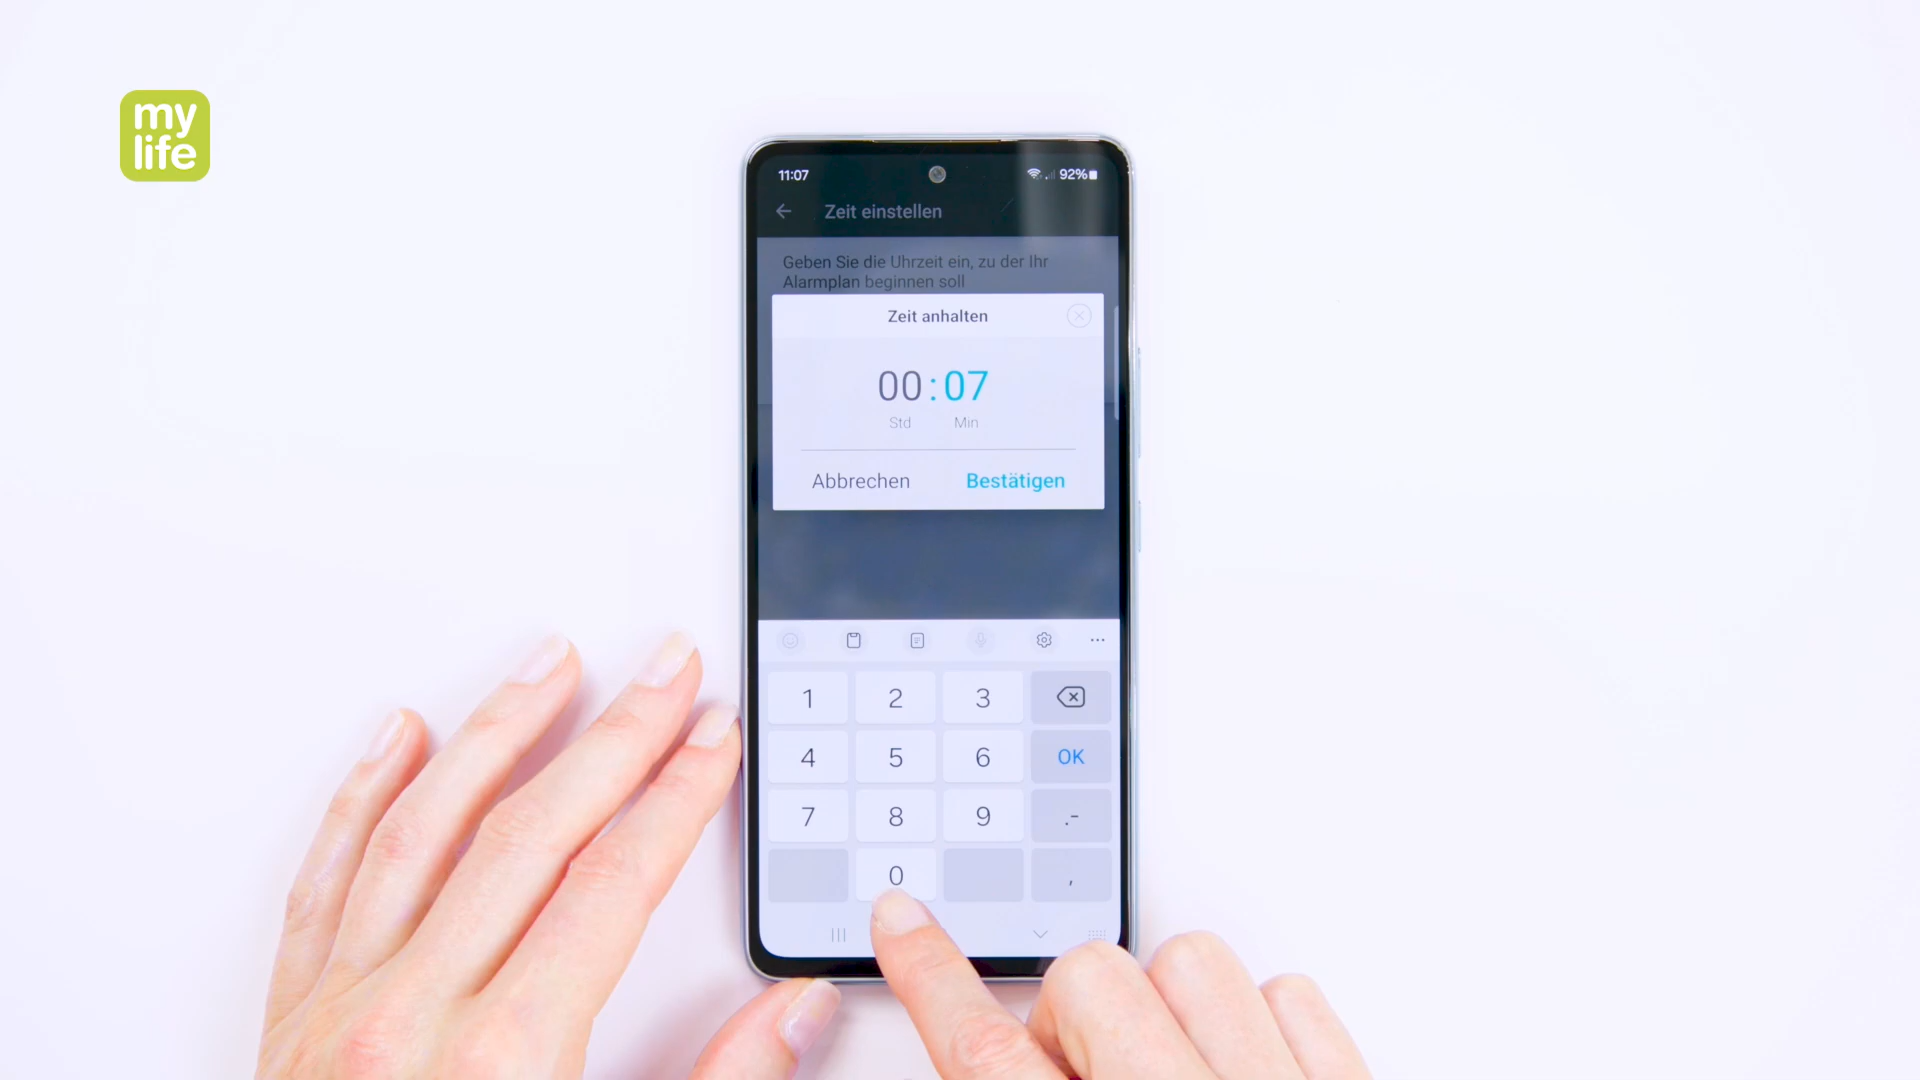 my
life
11:07
92%
Zeit einstellen
Geben Sie die Uhrzeit ein, zu der Ihr
Alarmplan beginnen soll
Zeit anhalten
00:07
Std Min
Abbrechen Bestätigen
1 2 3
4 5 6 OK
7 8 9 .-
0 ,